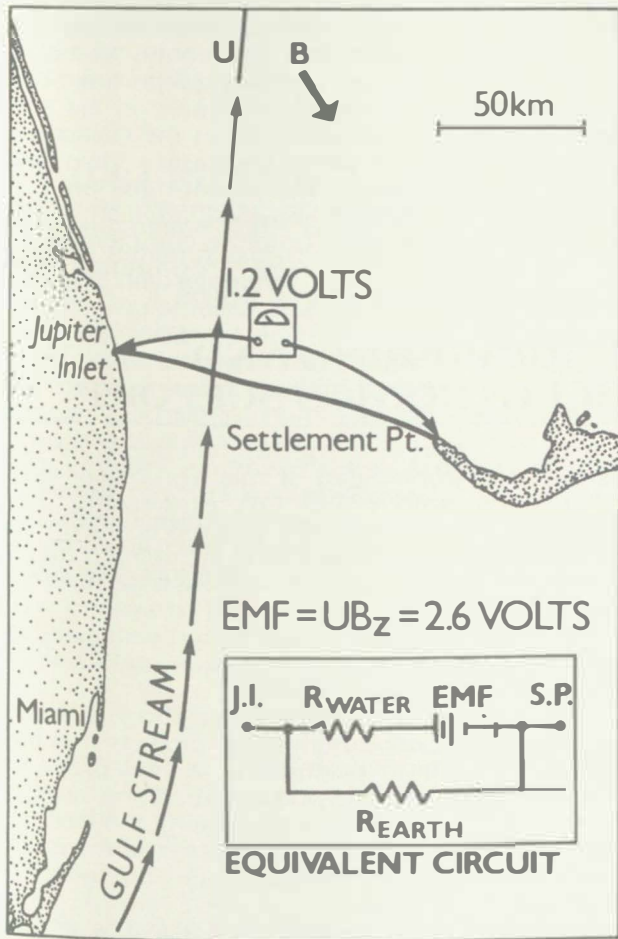 U B
50km
1.2 VOLTS
Jupiter
Inlet
Settlement Pt.
EMF = UBz = 2.6 VOLTS
J.I. RWATER EMF S.P.
REARTH
EQUIVALENT CIRCUIT
Miami
GULF STREAM